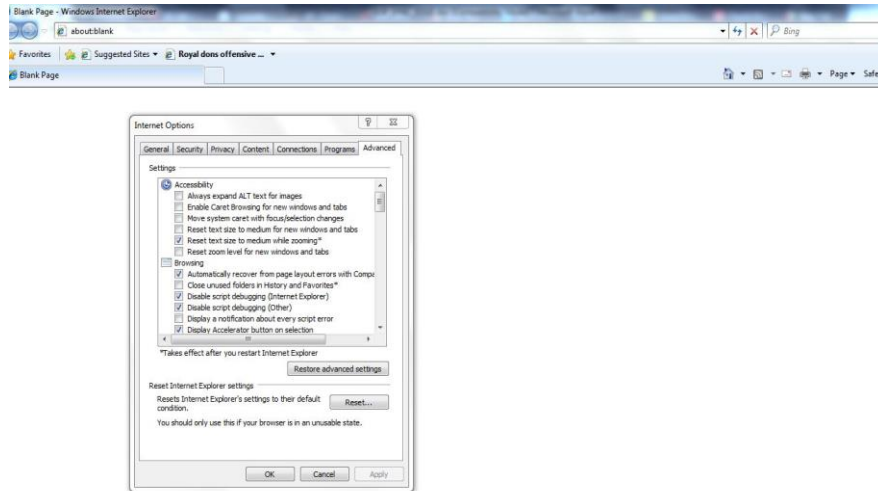 Blank Page - Windows Internet Explorer
about:blank
Bing
Favorites Suggested Sites Royal dons offensive ...
Blank Page
Page Safe
Internet Options
General Security Privacy Content Connections Programs Advanced
Settings
Accessibility
Always expand ALT text for images
Enable Caret Browsing for new windows and tabs
Move system caret with focus/selection changes
Reset text size to medium for new windows and tabs
Reset text size to medium while zooming*
Reset zoom level for new windows and tabs
Browsing
Automatically recover from page layout errors with Compa
Close unused folders in History and Favorites*
Disable script debugging (Internet Explorer)
Disable script debugging (Other)
Display a notification about every script error
Display Accelerator button on selection
*Takes effect after you restart Internet Explorer
Restore advanced settings
Reset Internet Explorer settings
Resets Internet Explorer's settings to their default
condition.
Reset...
You should only use this if your browser is in an unusable state.
OK Cancel Apply